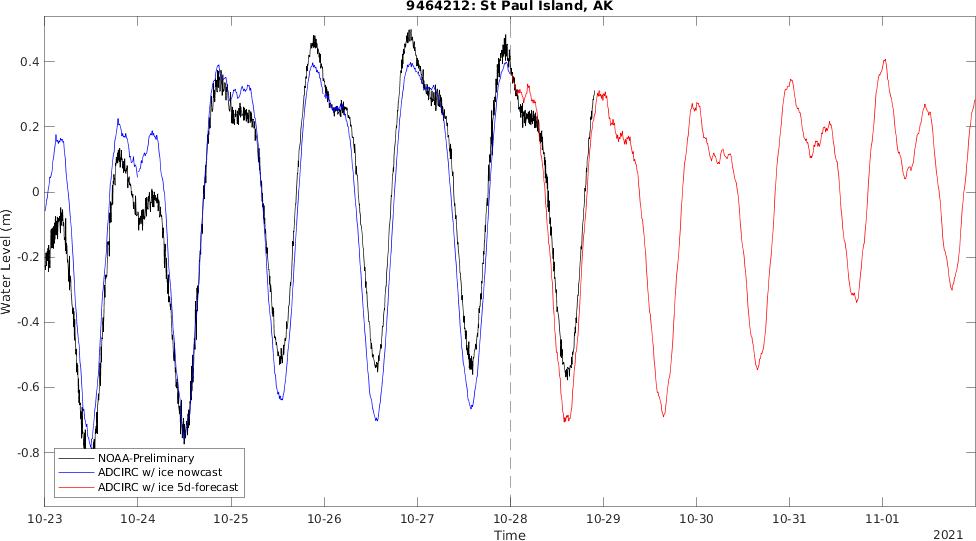 9464212: St Paul Island, AK
Water Level (m)
0.4
0.2
0
-0.2
-0.4
-0.6
-0.8
NOAA-Preliminary
ADCIRC w/ ice nowcast
ADCIRC w/ ice 5d-forecast
10-23 10-24 10-25 10-26 10-27 10-28 10-29 10-30 10-31 11-01
Time
2021